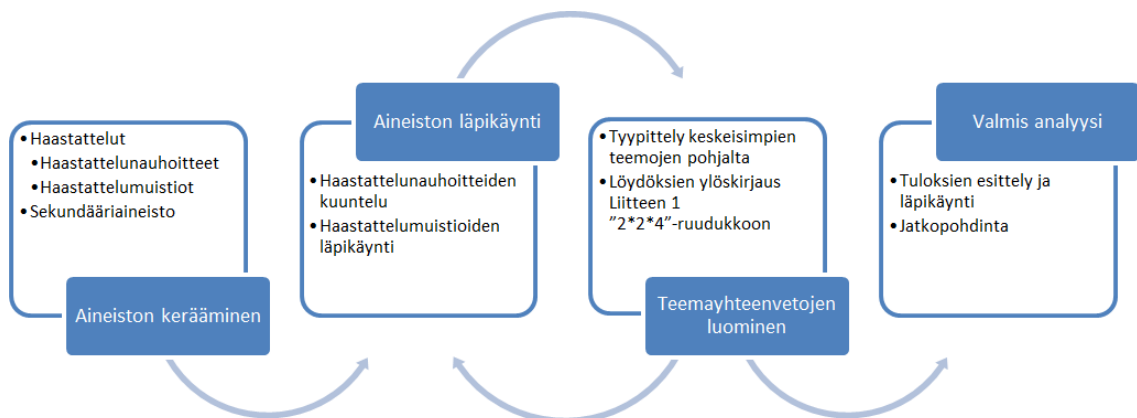 •Haastattelut
•Haastattelunauhoitteet
•Haastattelumuistiot
•Sekundääriaineisto
Aineiston kerääminen
Aineiston läpikäynti
•Haastattelunauhoitteiden
kuuntelu
•Haastattelumuistioiden
läpikäynti
•Tyypittely keskeisimpien
teemojen pohjalta
•Löydöksien ylöskirjaus
Liitteen 1
”2*2*4”-ruudukkoon
Teemayhteenvetojen
luominen
Valmis analyysi
•Tuloksien esittely ja
läpikäynti
•Jatkopohdinta